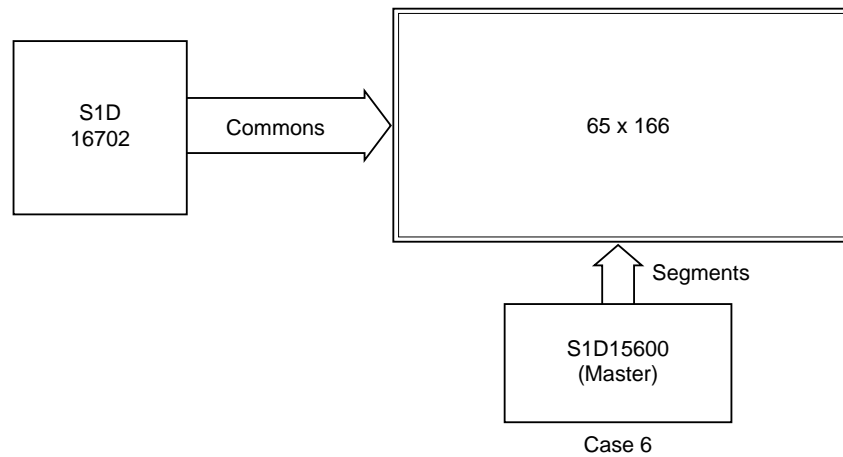 S1D
16702
Commons
65 x 166
Segments
S1D15600
(Master)
Case 6